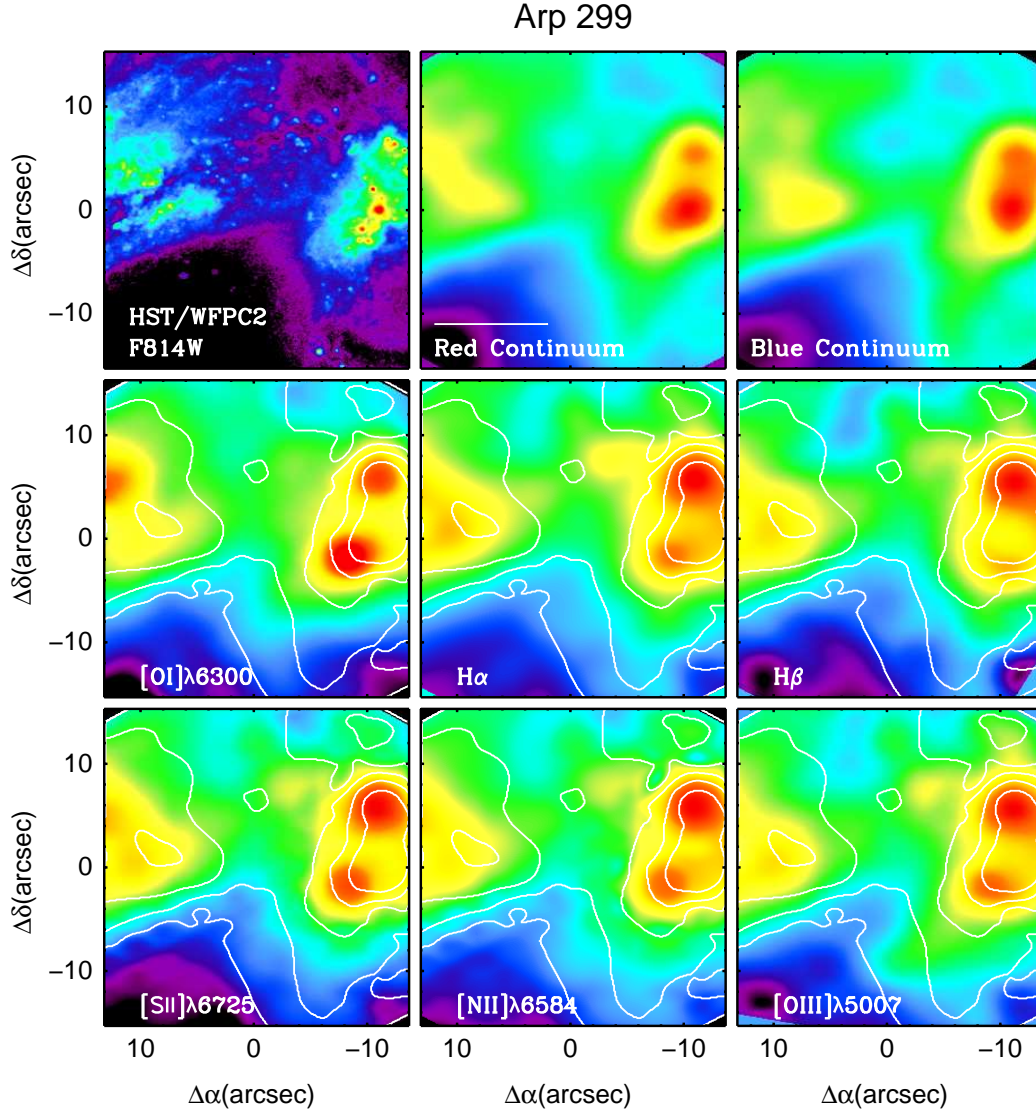 Arp 299
10
0
−10
Δδ(arcsec)
HST/WFPC2
F814W
Red Continuum
Blue Continuum
10
0
−10
Δδ(arcsec)
[OI]λ6300
Hα
Hβ
10
0
−10
Δδ(arcsec)
[SII]λ6725
[NII]λ6584
[OIII]λ5007
10 0 −10
10 0 −10
10 0 −10
Δα(arcsec)
Δα(arcsec)
Δα(arcsec)